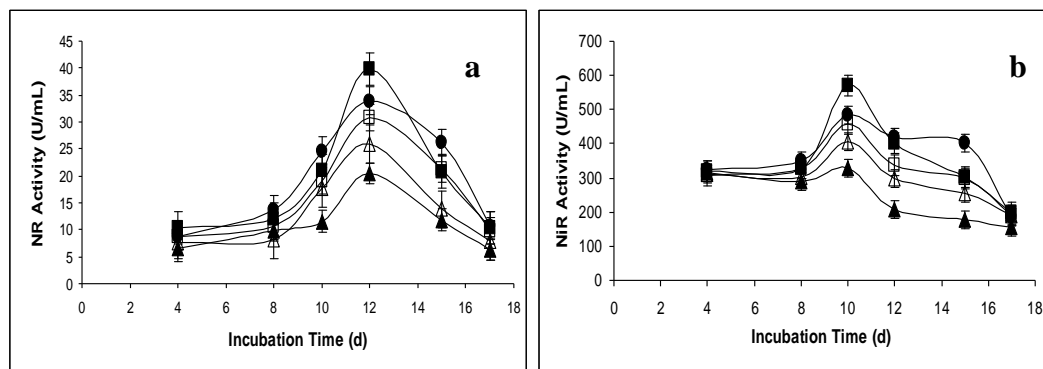 a
NR Activity (U/mL)
45
40
35
30
25
20
15
10
5
0
0 2 4 6 8 10 12 14 16 18
Incubation Time (d)
b
NiR Activity (U/mL)
700
600
500
400
300
200
100
0
0 2 4 6 8 10 12 14 16 18
Incubation Time (d)